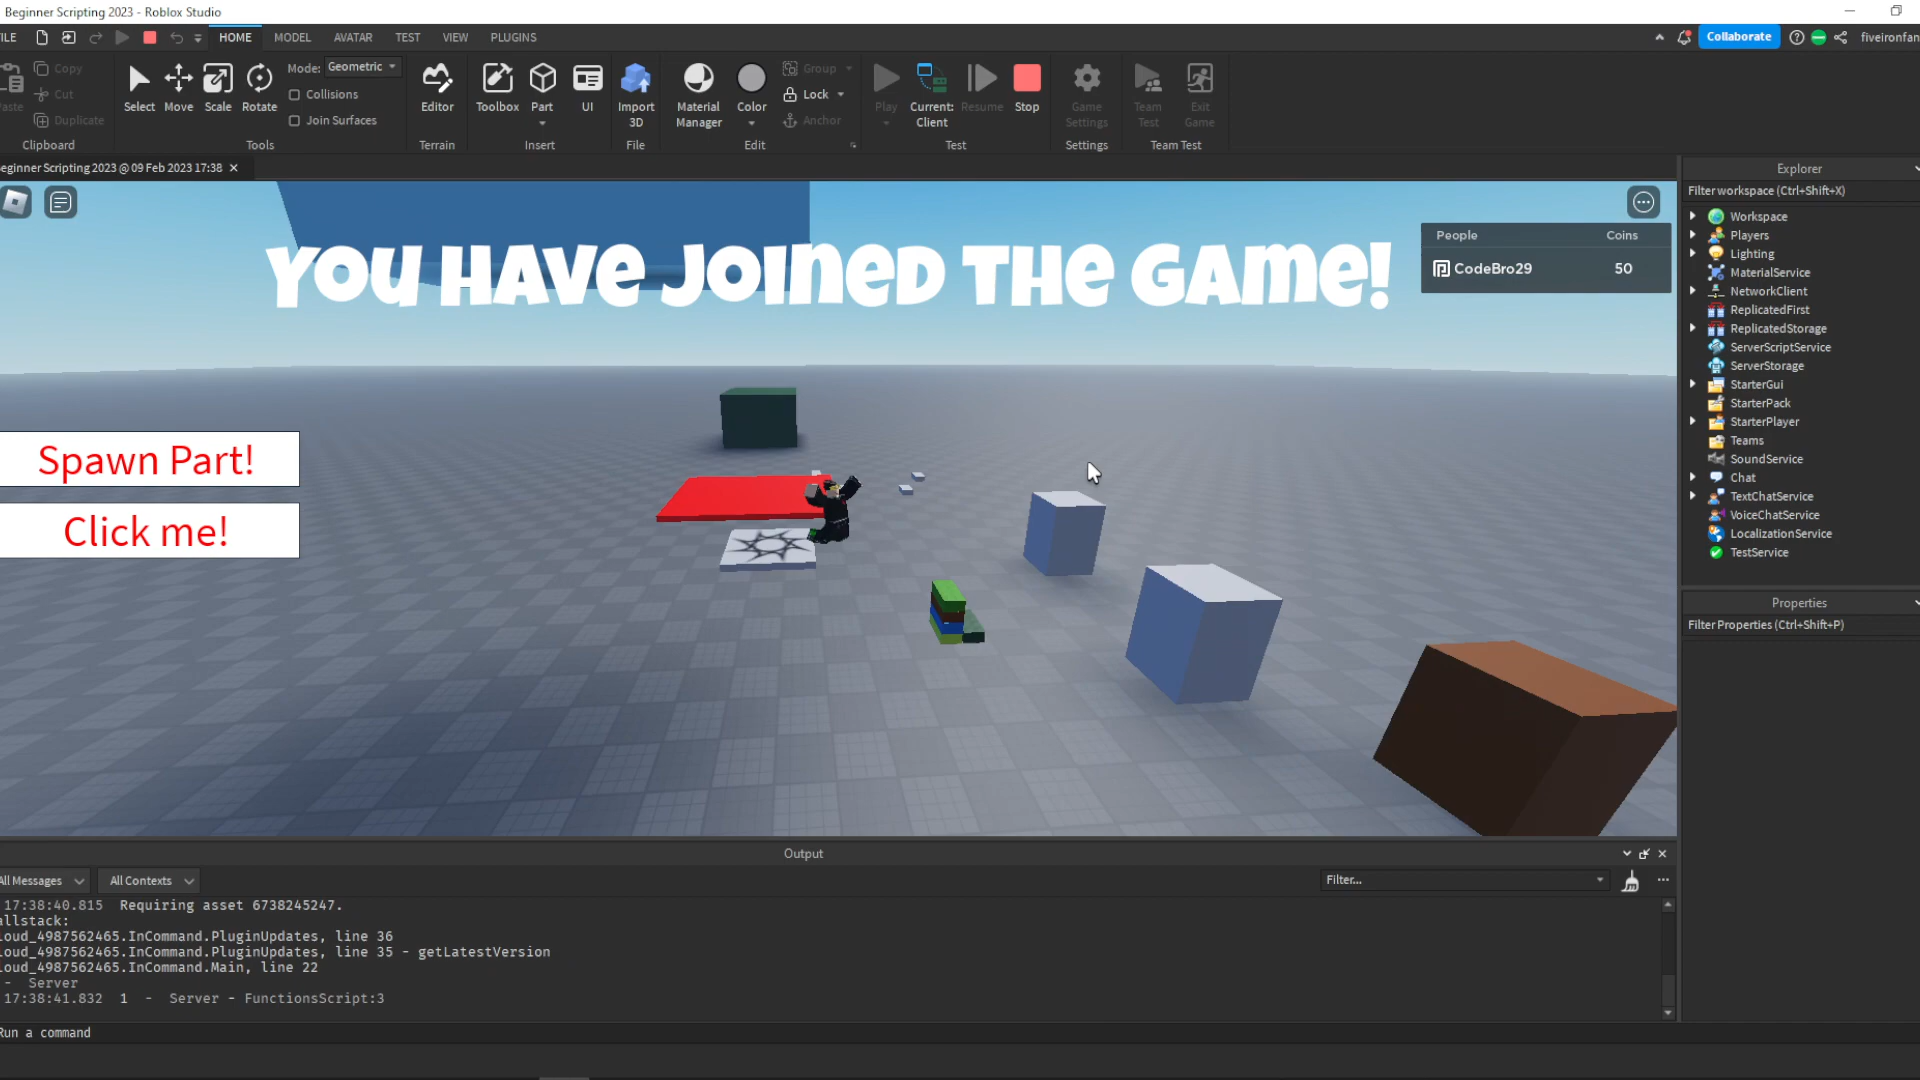 Beginner Scripting 2023 - Roblox Studio
ILE HOME MODEL AVATAR TEST VIEW PLUGINS Collaborate fiveironfan
Copy
Cut
Duplicate
aste
Clipboard
Select Move Scale Rotate
Mode: Geometric
Collisions
Join Surfaces
Tools
Editor
Terrain
Toolbox Part UI
Insert
Import 3D
File
Material Manager
Color
Group
Lock
Anchor
Edit
Play Current: Client Resume Stop
Test
Game Settings
Settings
Team Test Exit Game
Team Test
eginner Scripting 2023 @ 09 Feb 2023 17:38
YOU HAVE JOINED THE GAME!
People Coins
CodeBro29 50
Spawn Part!
Click me!
Explorer
Filter workspace (Ctrl+Shift+X)
Workspace
Players
Lighting
MaterialService
NetworkClient
ReplicatedFirst
ReplicatedStorage
ServerScriptService
ServerStorage
StarterGui
StarterPack
StarterPlayer
Teams
SoundService
Chat
TextChatService
VoiceChatService
LocalizationService
TestService
Properties
Filter Properties (Ctrl+Shift+P)
Output
All Messages All Contexts Filter...
17:38:40.815 Requiring asset 6738245247.
allstack:
loud_4987562465.InCommand.PluginUpdates, line 36
loud_4987562465.InCommand.PluginUpdates, line 35 - getLatestVersion
loud_4987562465.InCommand.Main, line 22
- Server
17:38:41.832 1 - Server - FunctionsScript:3
Run a command